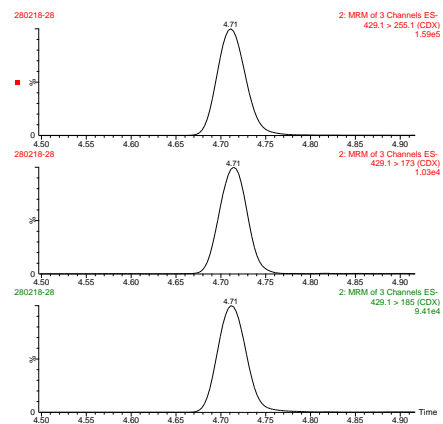 280218-28
2: MRM of 3 Channels ES-
429.1 > 255.1 (CDX)
1.59e5
4.71
%
0
4.50 4.55 4.60 4.65 4.70 4.75 4.80 4.85 4.90
280218-28
2: MRM of 3 Channels ES-
429.1 > 173 (CDX)
1.03e4
4.71
%
0
4.50 4.55 4.60 4.65 4.70 4.75 4.80 4.85 4.90
280218-28
2: MRM of 3 Channels ES-
429.1 > 185 (CDX)
9.41e4
4.71
%
0
Time
4.50 4.55 4.60 4.65 4.70 4.75 4.80 4.85 4.90